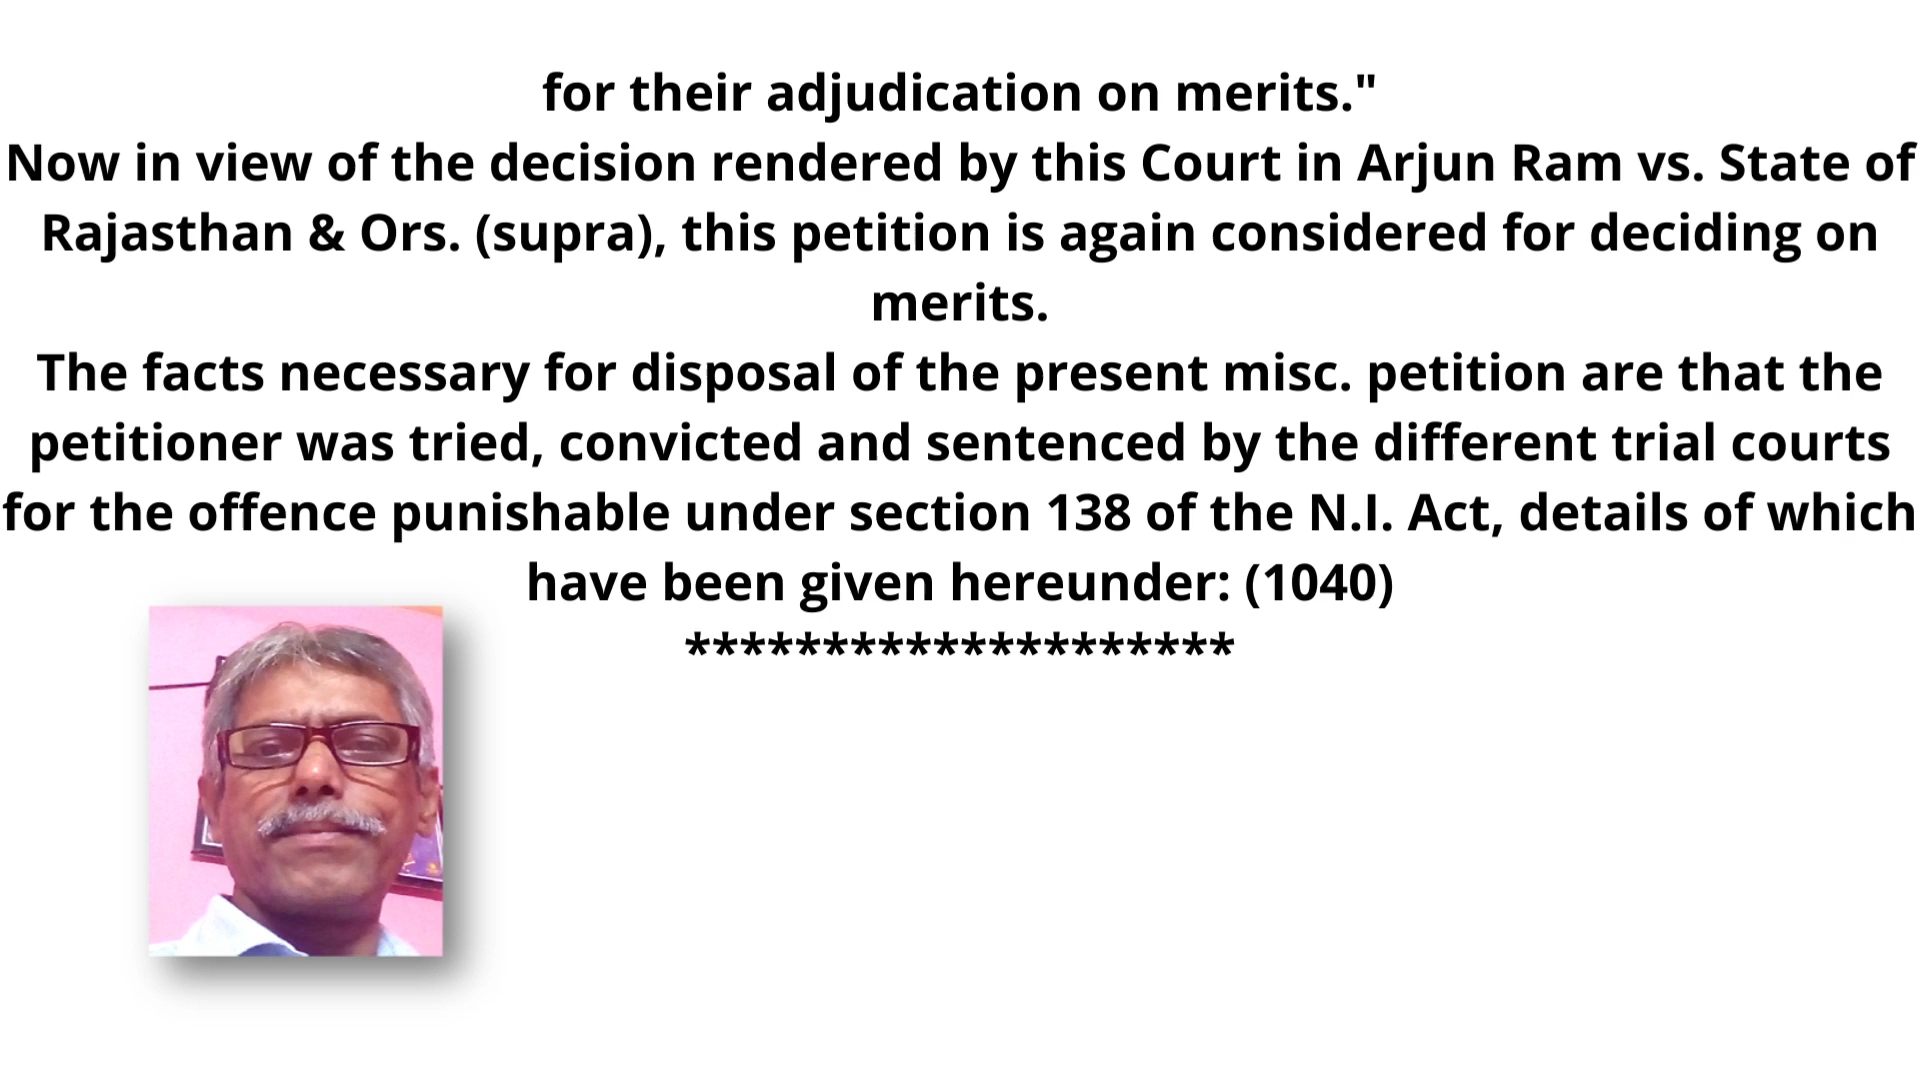 for their adjudication on merits."
Now in view of the decision rendered by this Court in Arjun Ram vs. State of
Rajasthan & Ors. (supra), this petition is again considered for deciding on
merits.
The facts necessary for disposal of the present misc. petition are that the
petitioner was tried, convicted and sentenced by the different trial courts
for the offence punishable under section 138 of the N.I. Act, details of which
have been given hereunder: (1040)
********************